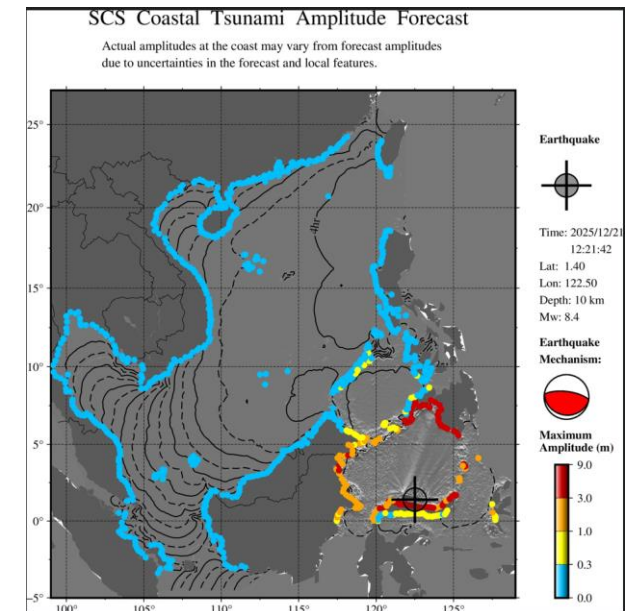 SCS Coastal Tsunami Amplitude Forecast
Actual amplitudes at the coast may vary from forecast amplitudes
due to uncertainties in the forecast and local features.
25°
20°
15°
10°
5°
0°
−5°
100°
105°
110°
115°
120°
125°
4hr
Earthquake
Time: 2025/12/21
12:21:42
Lat: 1.40
Lon: 122.50
Depth: 10 km
Mw: 8.4
Earthquake
Mechanism:
Maximum
Amplitude (m)
9.0
3.0
1.0
0.3
0.0